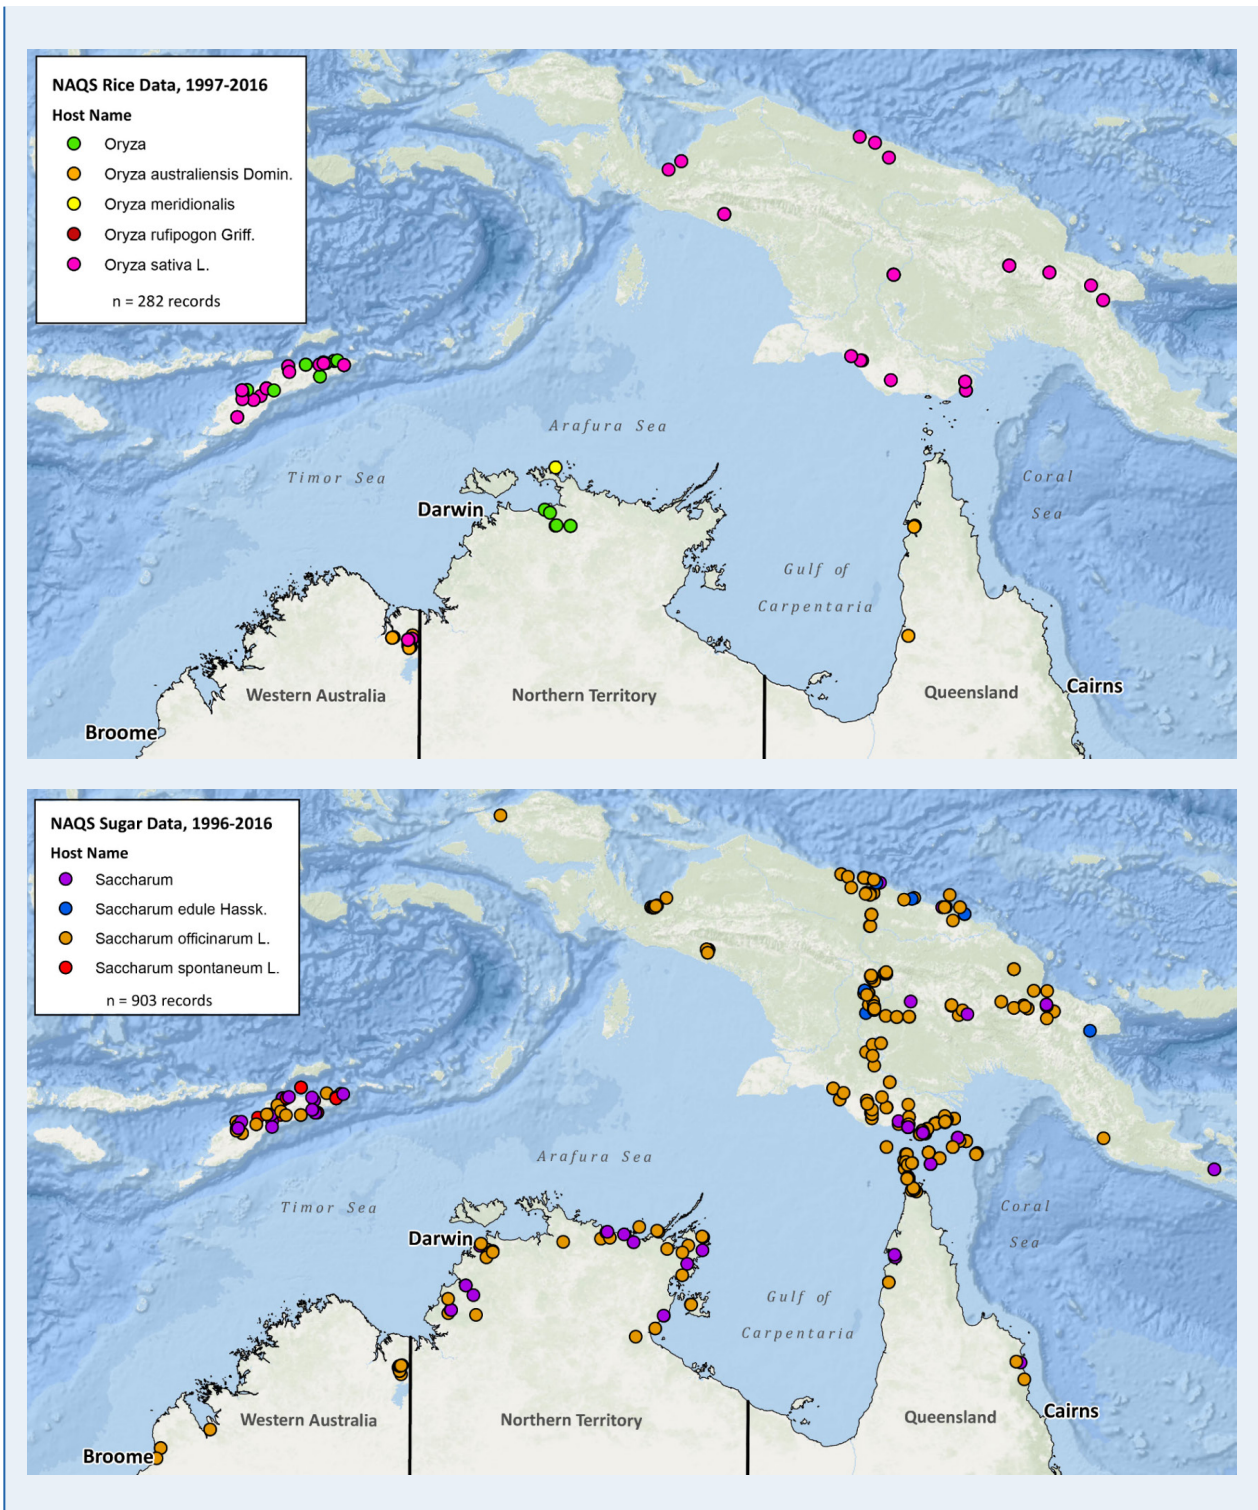 NAQS Rice Data, 1997-2016
Host Name
Oryza
Oryza australiensis Domin.
Oryza meridionalis
Oryza rufipogon Griff.
Oryza sativa L.
n = 282 records
Arafura Sea
Timor Sea
Coral
Sea
Darwin
Gulf of
Carpentaria
Western Australia
Northern Territory
Queensland
Cairns
Broome
NAQS Sugar Data, 1996-2016
Host Name
Saccharum
Saccharum edule Hassk.
Saccharum officinarum L.
Saccharum spontaneum L.
n = 903 records
Arafura Sea
Timor Sea
Coral
Sea
Darwin
Gulf of
Carpentaria
Western Australia
Northern Territory
Queensland
Cairns
Broome